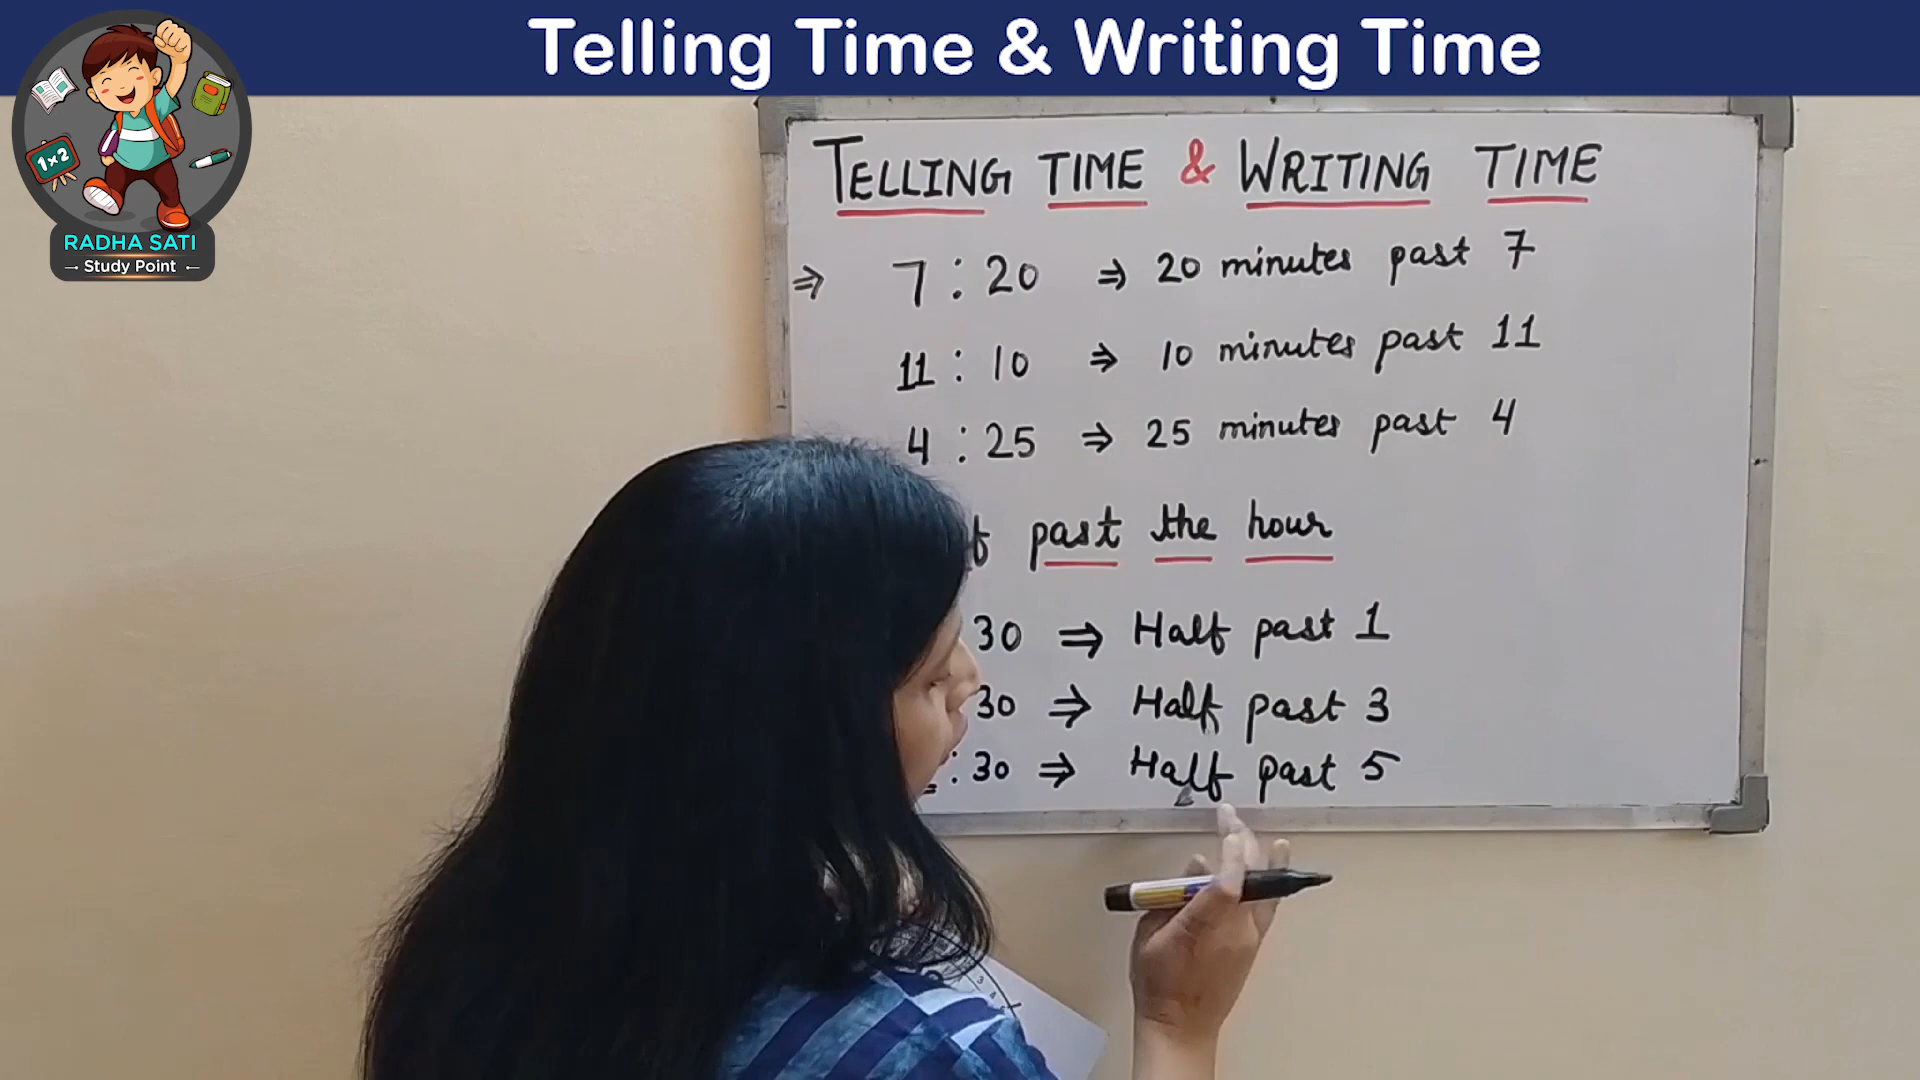 Telling Time & Writing Time
1×2
RADHA SATI
Study Point
TELLING TIME & WRITING TIME
⇒ 7 : 20 ⇒ 20 minutes past 7
11 : 10 ⇒ 10 minutes past 11
4 : 25 ⇒ 25 minutes past 4
past the hour
30 ⇒ Half past 1
30 ⇒ Half past 3
: 30 ⇒ Half past 5